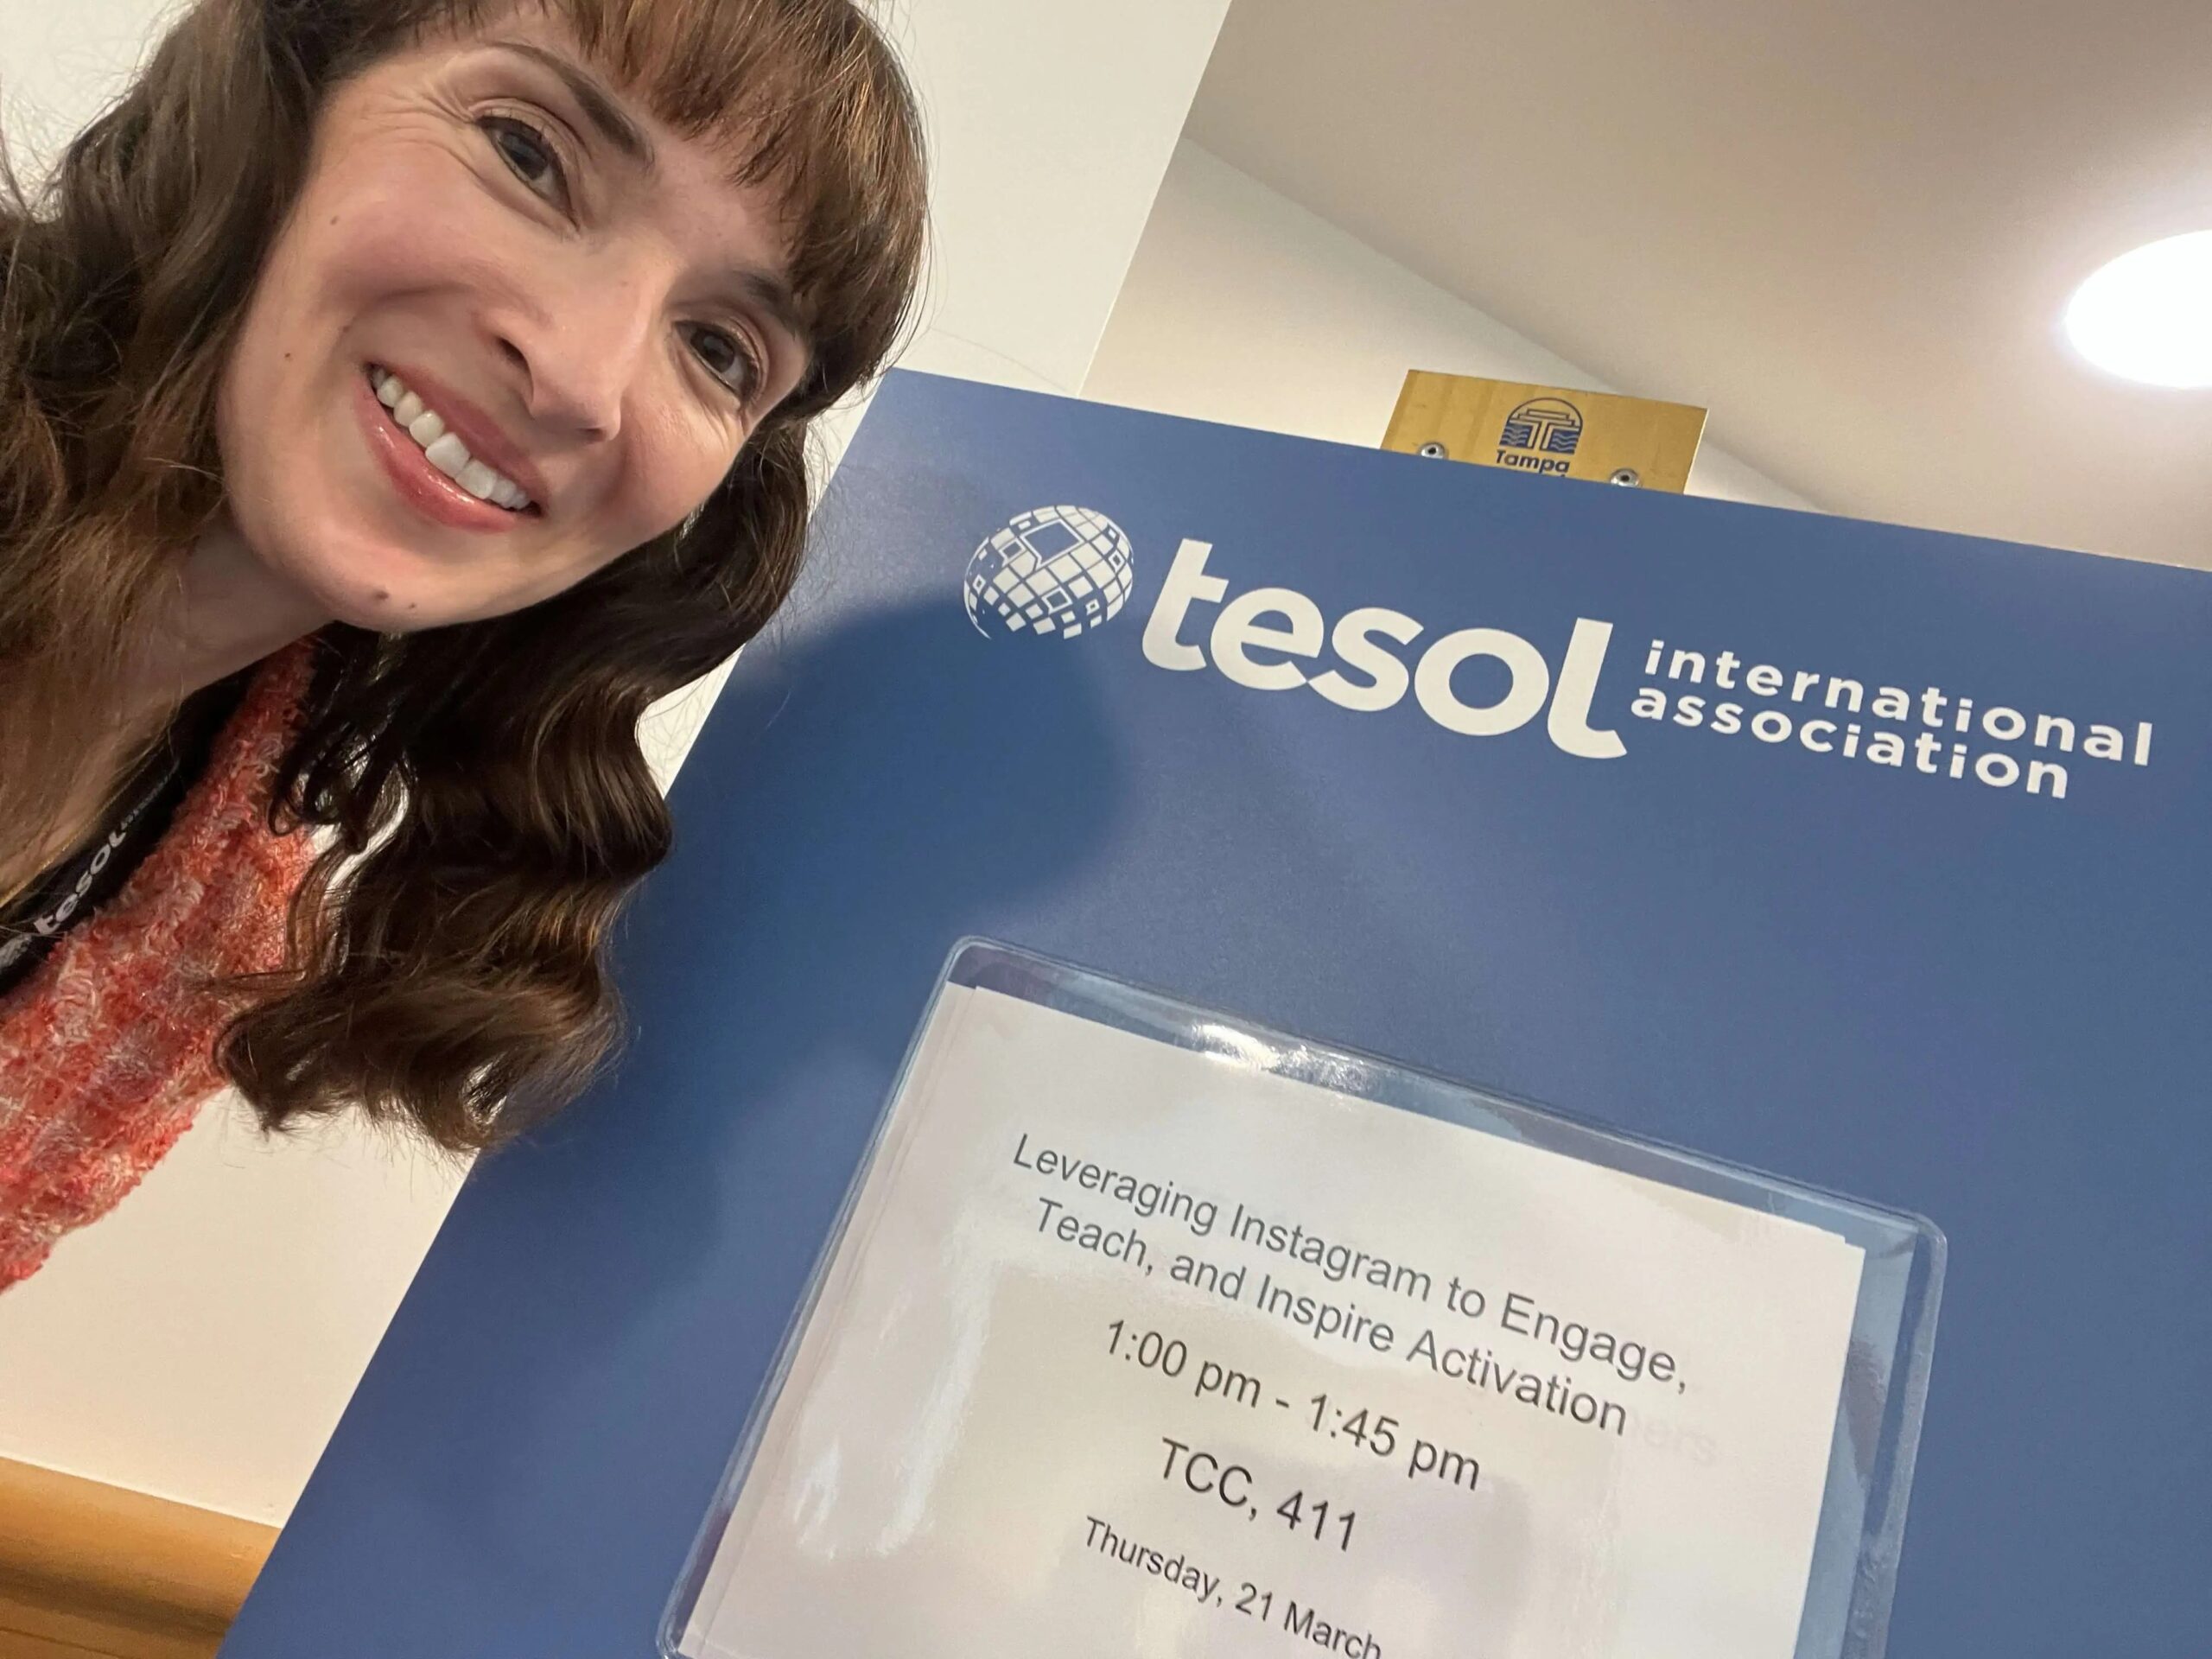 Tampa
tesol international
association
tesol
Leveraging Instagram to Engage,
Teach, and Inspire Activation
1:00 pm - 1:45 pm
TCC, 411
Thursday, 21 March